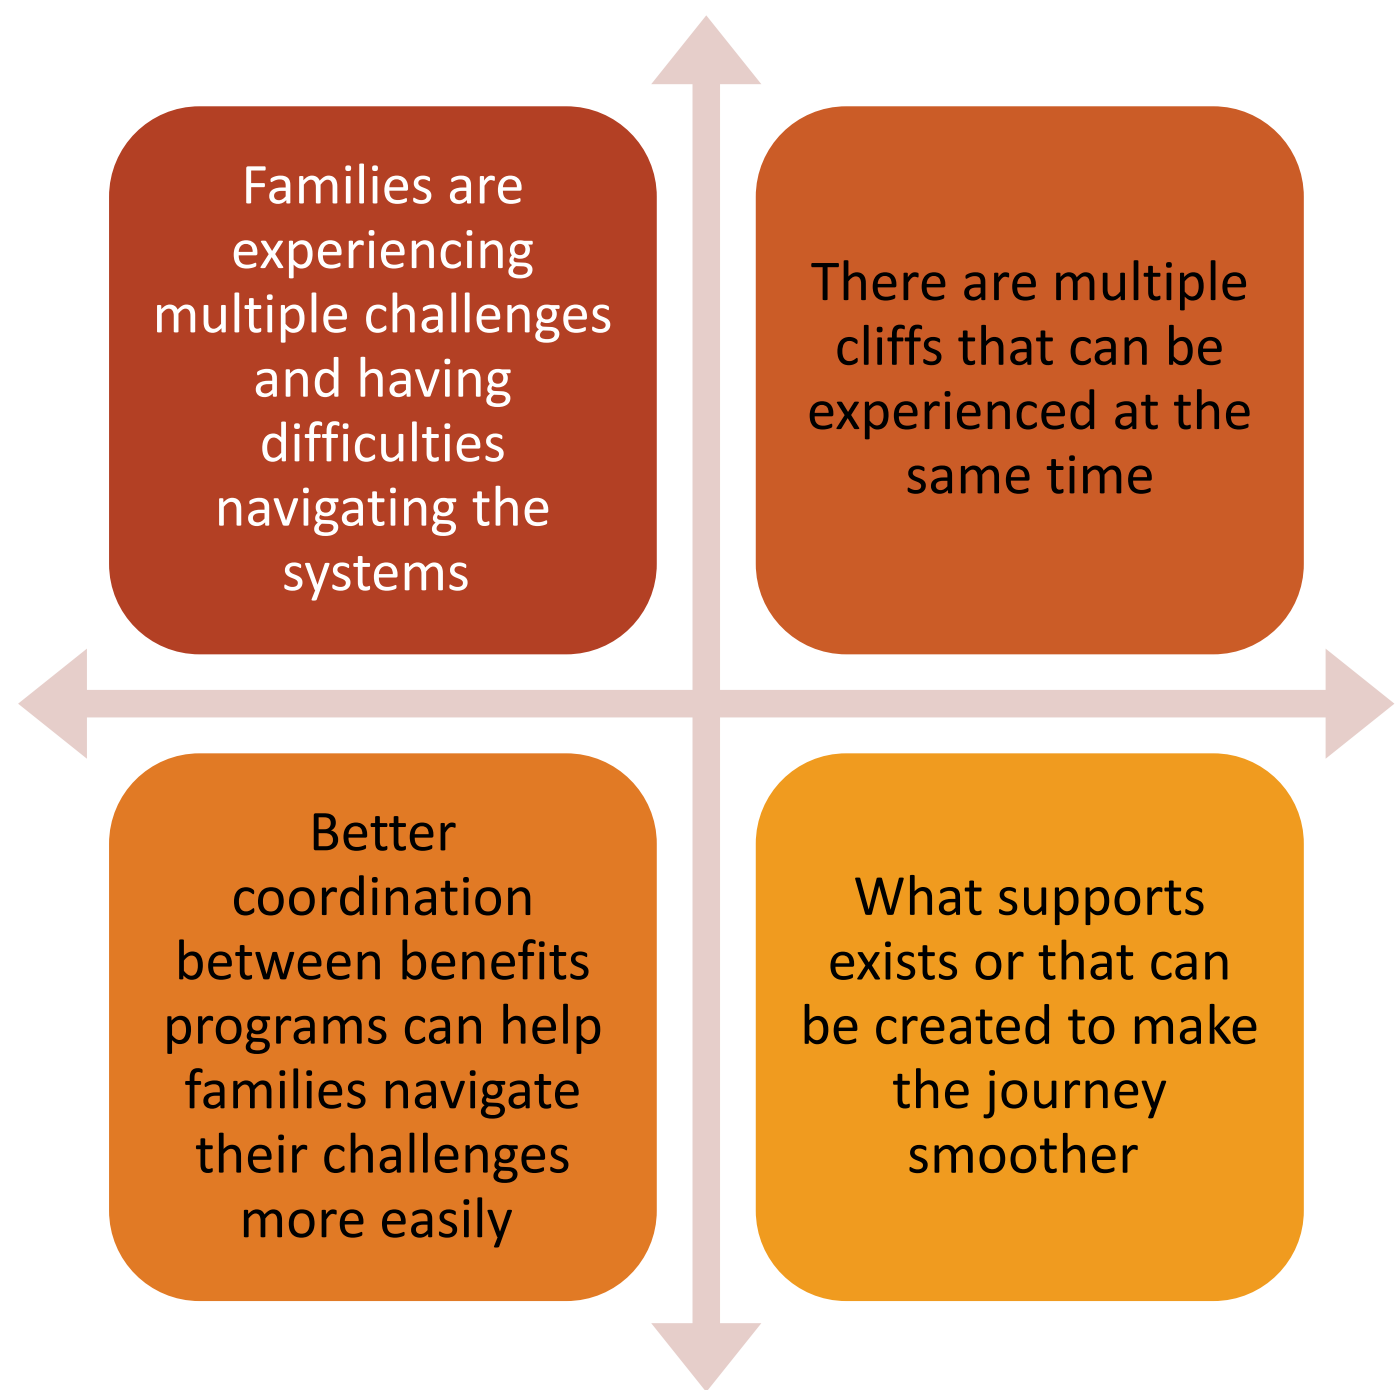 Families are
experiencing
multiple challenges
and having
difficulties
navigating the
systems
There are multiple
cliffs that can be
experienced at the
same time
Better
coordination
between benefits
programs can help
families navigate
their challenges
more easily
What supports
exists or that can
be created to make
the journey
smoother